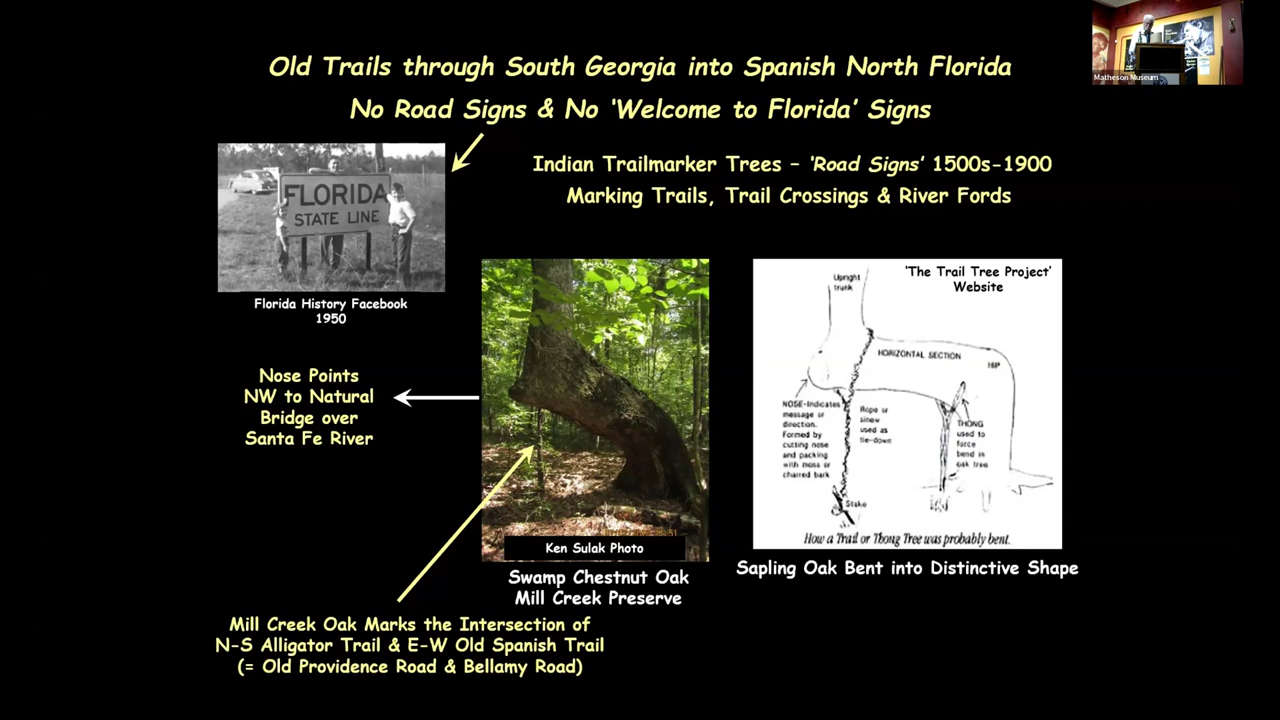 Old Trails through South Georgia into Spanish North Florida
No Road Signs & No 'Welcome to Florida' Signs
Matheson Museum
Indian Trailmarker Trees – 'Road Signs' 1500s-1900
Marking Trails, Trail Crossings & River Fords
FLORIDA
STATE LINE
Florida History Facebook
1950
Nose Points
NW to Natural
Bridge over
Santa Fe River
Ken Sulak Photo
Swamp Chestnut Oak
Mill Creek Preserve
Mill Creek Oak Marks the Intersection of
N-S Alligator Trail & E-W Old Spanish Trail
(= Old Providence Road & Bellamy Road)
'The Trail Tree Project'
Website
Upright
trunk
HORIZONTAL SECTION
HIP
NOSE-Indicates
message or
direction.
Formed by
cutting nose
and packing
with moss or
charred bark
Rope or
sinew
used as
tie-down
THONG
used to
force
bend in
oak tree
Stake
How a Trail or Thong Tree was probably bent.
Sapling Oak Bent into Distinctive Shape